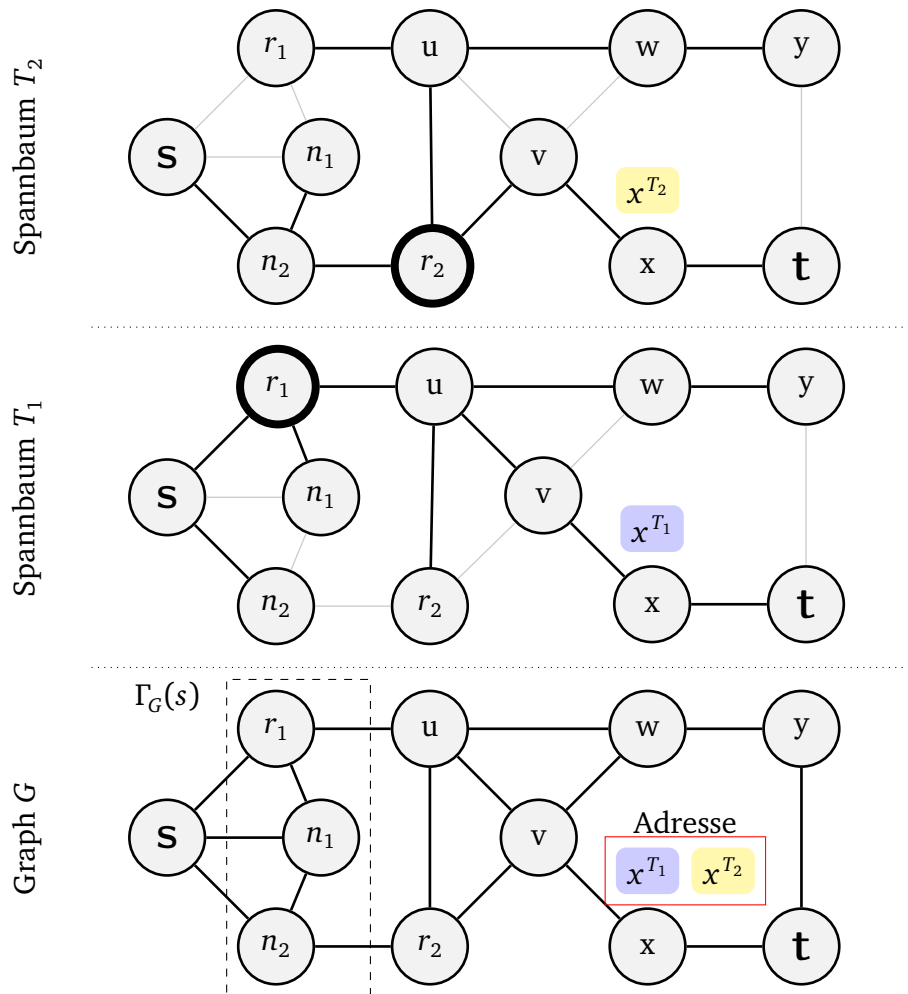 Spannbaum T₂
r₁ u w y
s n₁ v
x^{T₂}
n₂ r₂ x t
Spannbaum T₁
r₁ u w y
s n₁ v
x^{T₁}
n₂ r₂ x t
Graph G
Γ_G(s)
r₁ u w y
s n₁ v
Adresse
x^{T₁} x^{T₂}
n₂ r₂ x t